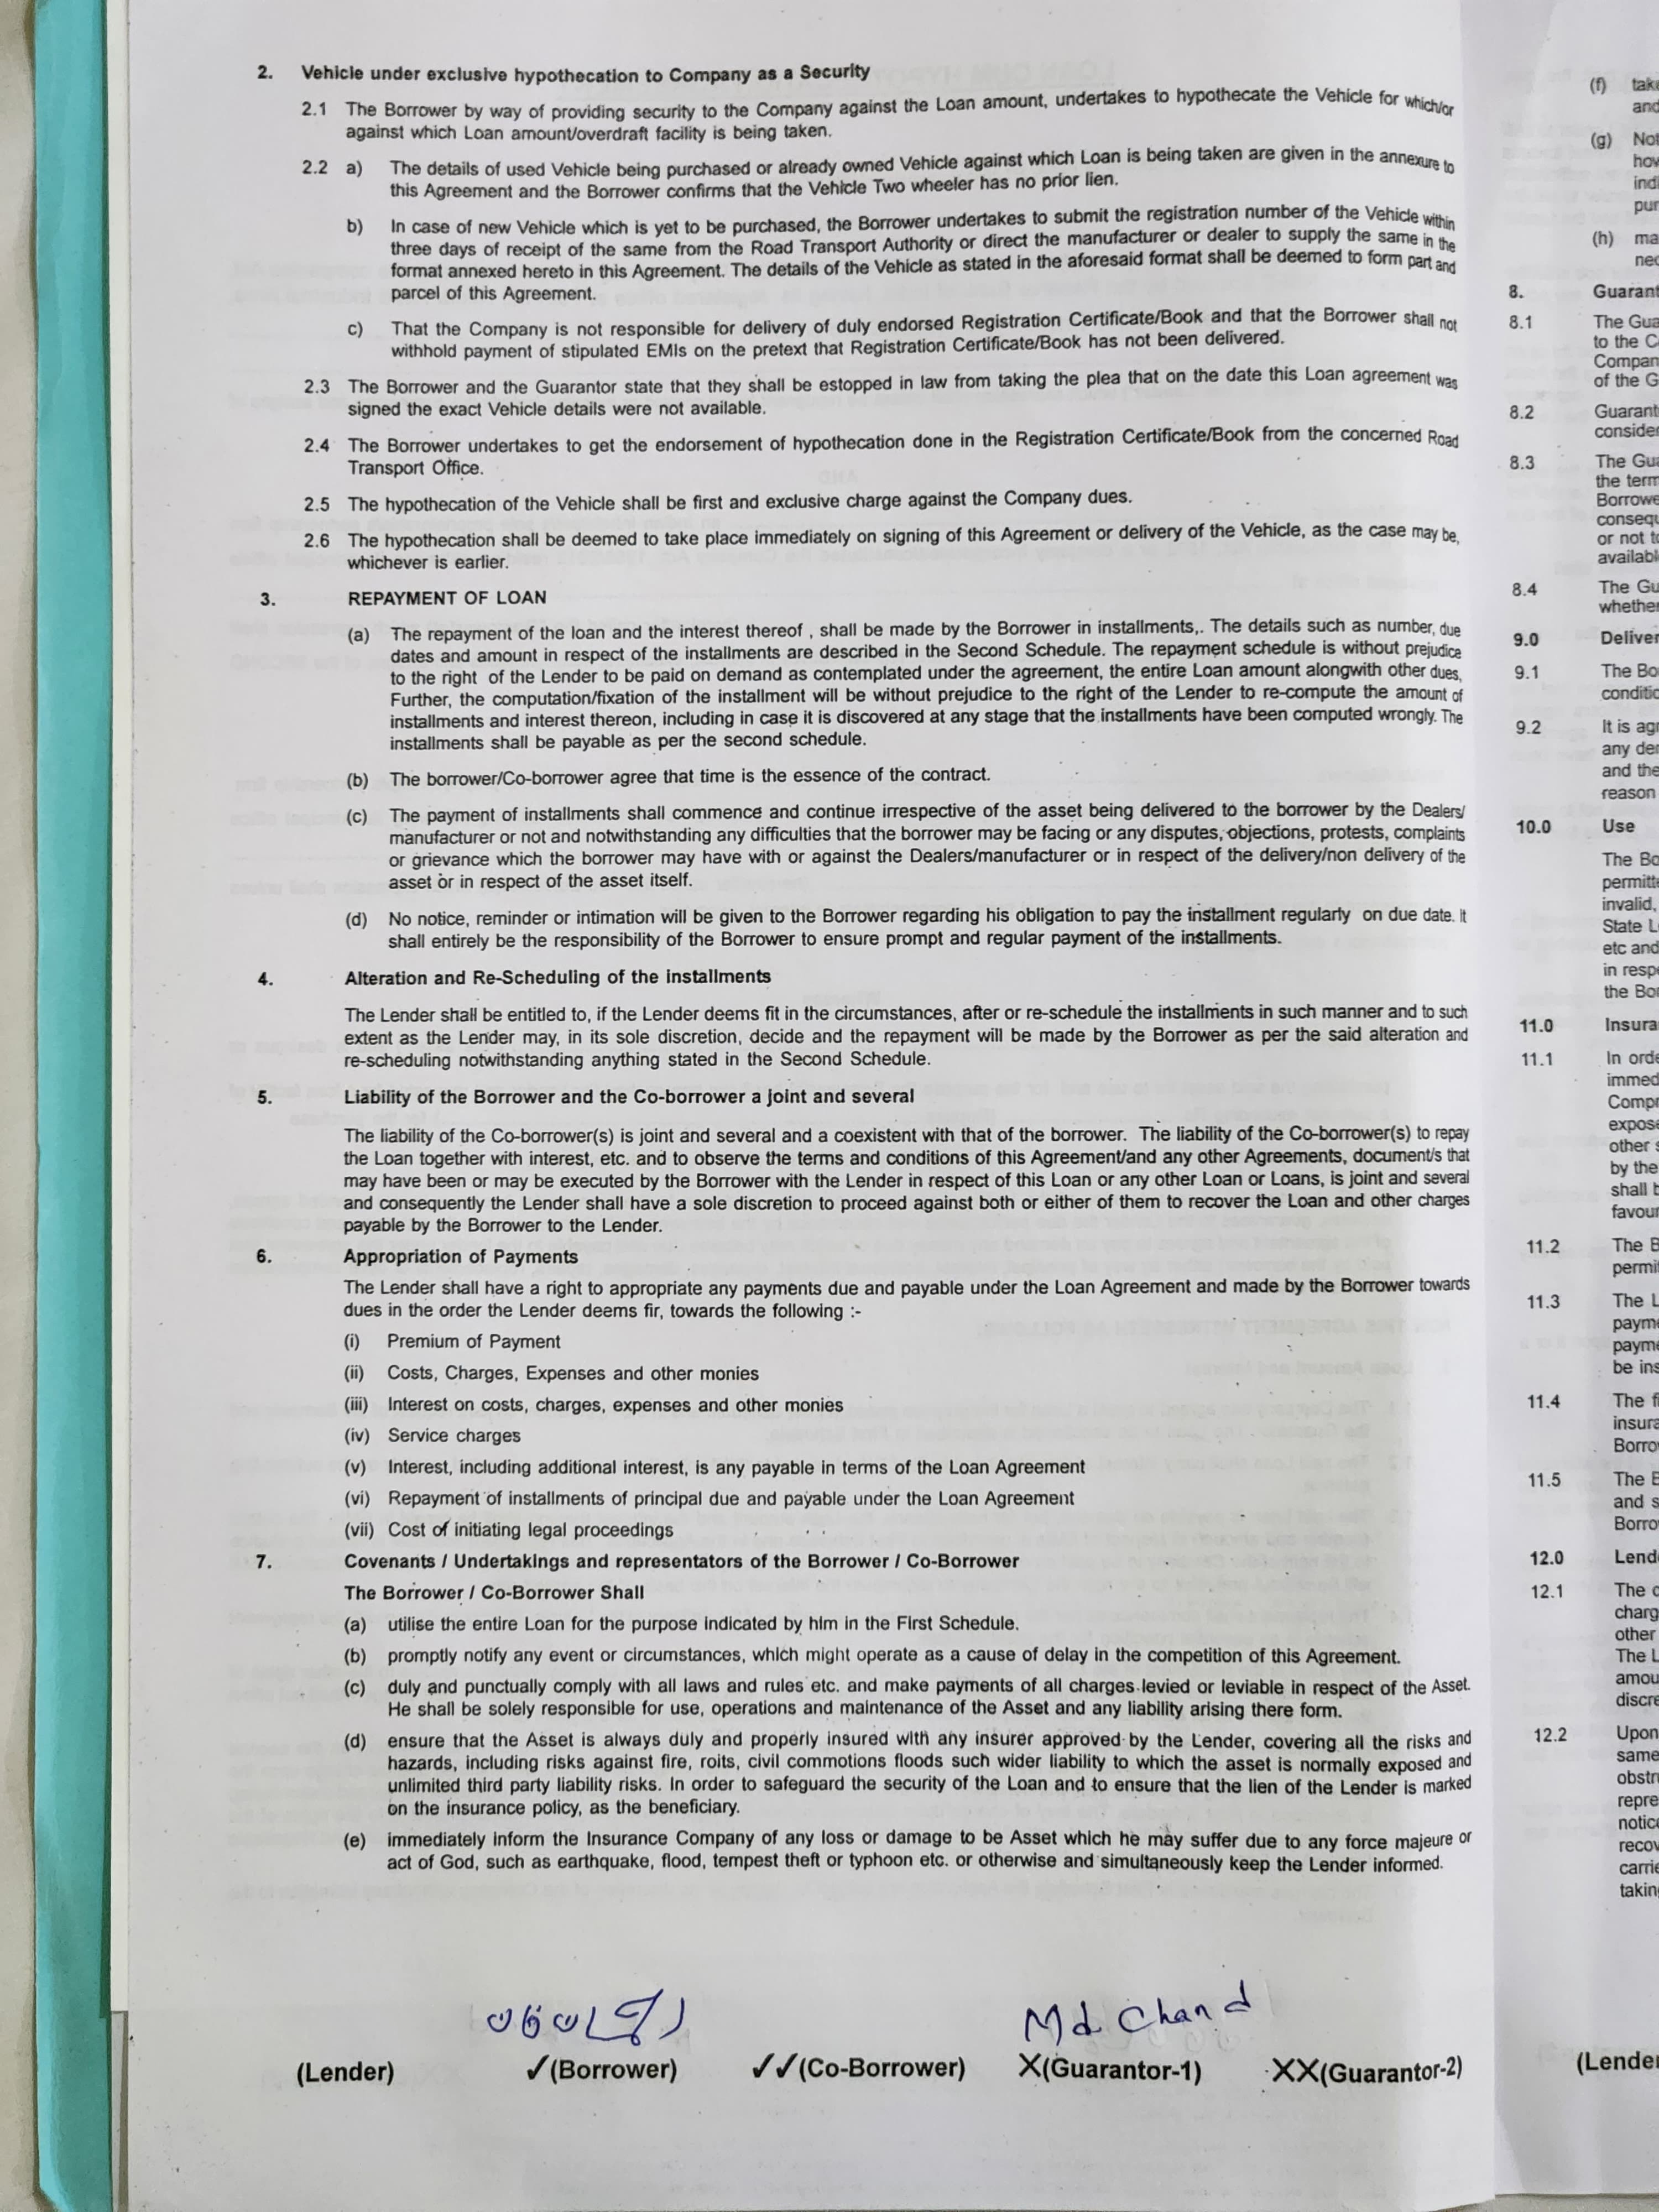 2. Vehicle under exclusive hypothecation to Company as a Security
2.1 The Borrower by way of providing security to the Company against the Loan amount, undertakes to hypothecate the Vehicle for which/or
against which Loan amount/overdraft facility is being taken.
2.2 a) The details of used Vehicle being purchased or already owned Vehicle against which Loan is being taken are given in the annexure to
this Agreement and the Borrower confirms that the Vehicle Two wheeler has no prior lien.
b) In case of new Vehicle which is yet to be purchased, the Borrower undertakes to submit the registration number of the Vehicle within
three days of receipt of the same from the Road Transport Authority or direct the manufacturer or dealer to supply the same in the
format annexed hereto in this Agreement. The details of the Vehicle as stated in the aforesaid format shall be deemed to form part and
parcel of this Agreement.
c) That the Company is not responsible for delivery of duly endorsed Registration Certificate/Book and that the Borrower shall not
withhold payment of stipulated EMIs on the pretext that Registration Certificate/Book has not been delivered.
2.3 The Borrower and the Guarantor state that they shall be estopped in law from taking the plea that on the date this Loan agreement was
signed the exact Vehicle details were not available.
2.4 The Borrower undertakes to get the endorsement of hypothecation done in the Registration Certificate/Book from the concerned Road
Transport Office.
2.5 The hypothecation of the Vehicle shall be first and exclusive charge against the Company dues.
2.6 The hypothecation shall be deemed to take place immediately on signing of this Agreement or delivery of the Vehicle, as the case may be,
whichever is earlier.
3. REPAYMENT OF LOAN
(a) The repayment of the loan and the interest thereof , shall be made by the Borrower in installments,. The details such as number, due
dates and amount in respect of the installments are described in the Second Schedule. The repayment schedule is without prejudice
to the right of the Lender to be paid on demand as contemplated under the agreement, the entire Loan amount alongwith other dues,
Further, the computation/fixation of the installment will be without prejudice to the right of the Lender to re-compute the amount of
installments and interest thereon, including in case it is discovered at any stage that the installments have been computed wrongly. The
installments shall be payable as per the second schedule.
(b) The borrower/Co-borrower agree that time is the essence of the contract.
(c) The payment of installments shall commence and continue irrespective of the asset being delivered to the borrower by the Dealers/
manufacturer or not and notwithstanding any difficulties that the borrower may be facing or any disputes, objections, protests, complaints
or grievance which the borrower may have with or against the Dealers/manufacturer or in respect of the delivery/non delivery of the
asset or in respect of the asset itself.
(d) No notice, reminder or intimation will be given to the Borrower regarding his obligation to pay the installment regularly on due date. It
shall entirely be the responsibility of the Borrower to ensure prompt and regular payment of the installments.
4. Alteration and Re-Scheduling of the installments
The Lender shall be entitled to, if the Lender deems fit in the circumstances, after or re-schedule the installments in such manner and to such
extent as the Lender may, in its sole discretion, decide and the repayment will be made by the Borrower as per the said alteration and
re-scheduling notwithstanding anything stated in the Second Schedule.
5. Liability of the Borrower and the Co-borrower a joint and several
The liability of the Co-borrower(s) is joint and several and a coexistent with that of the borrower. The liability of the Co-borrower(s) to repay
the Loan together with interest, etc. and to observe the terms and conditions of this Agreement/and any other Agreements, document/s that
may have been or may be executed by the Borrower with the Lender in respect of this Loan or any other Loan or Loans, is joint and several
and consequently the Lender shall have a sole discretion to proceed against both or either of them to recover the Loan and other charges
payable by the Borrower to the Lender.
6. Appropriation of Payments
The Lender shall have a right to appropriate any payments due and payable under the Loan Agreement and made by the Borrower towards
dues in the order the Lender deems fir, towards the following :-
(i) Premium of Payment
(ii) Costs, Charges, Expenses and other monies
(iii) Interest on costs, charges, expenses and other monies
(iv) Service charges
(v) Interest, including additional interest, is any payable in terms of the Loan Agreement
(vi) Repayment of installments of principal due and payable under the Loan Agreement
(vii) Cost of initiating legal proceedings
7. Covenants / Undertakings and representators of the Borrower / Co-Borrower
The Borrower / Co-Borrower Shall
(a) utilise the entire Loan for the purpose indicated by him in the First Schedule.
(b) promptly notify any event or circumstances, which might operate as a cause of delay in the competition of this Agreement.
(c) duly and punctually comply with all laws and rules etc. and make payments of all charges levied or leviable in respect of the Asset.
He shall be solely responsible for use, operations and maintenance of the Asset and any liability arising there form.
(d) ensure that the Asset is always duly and properly insured with any insurer approved by the Lender, covering all the risks and
hazards, including risks against fire, roits, civil commotions floods such wider liability to which the asset is normally exposed and
unlimited third party liability risks. In order to safeguard the security of the Loan and to ensure that the lien of the Lender is marked
on the insurance policy, as the beneficiary.
(e) immediately inform the Insurance Company of any loss or damage to be Asset which he may suffer due to any force majeure or
act of God, such as earthquake, flood, tempest theft or typhoon etc. or otherwise and simultaneously keep the Lender informed.
Md Chand
(Lender) ✓(Borrower) ✓✓(Co-Borrower) X(Guarantor-1) XX(Guarantor-2)
(f)
and
(g)
(h)
8.
8.1 The
to the
of the
8.2
8.3 The
the term
or not
8.4 The
9.0
9.1 The
9.2 It is
any
and the
reason
10.0 Use
The
invalid,
State
etc and
in
the
11.0
11.1 In
other
by the
shall
11.2 The
11.3 The
be
11.4 The
11.5 The
and
12.0
12.1 The
other
The
12.2 Upon
same